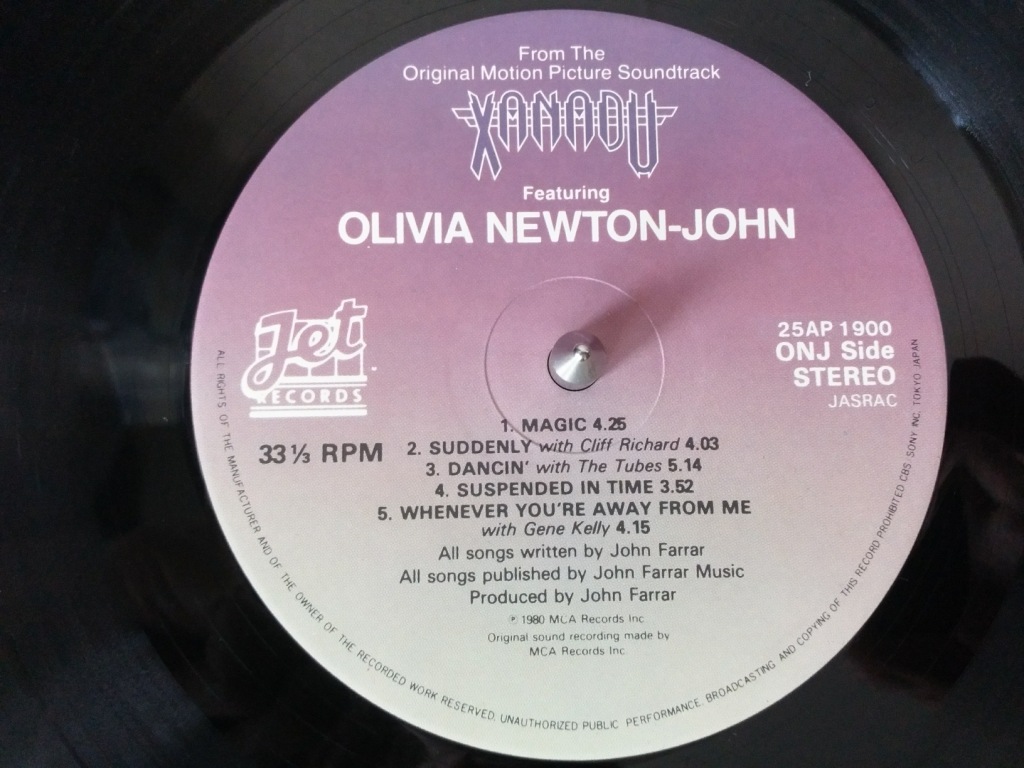 From The
Original Motion Picture Soundtrack
XANADU
Featuring
OLIVIA NEWTON-JOHN
Jet
RECORDS
25AP 1900
ONJ Side
STEREO
JASRAC
33⅓ RPM
1. MAGIC 4.25
2. SUDDENLY with Cliff Richard 4.03
3. DANCIN' with The Tubes 5.14
4. SUSPENDED IN TIME 3.52
5. WHENEVER YOU'RE AWAY FROM ME
with Gene Kelly 4.15
All songs written by John Farrar
All songs published by John Farrar Music
Produced by John Farrar
℗ 1980 MCA Records Inc
Original sound recording made by
MCA Records Inc.
ALL RIGHTS OF THE MANUFACTURER AND OF THE OWNER OF THE RECORDED WORK RESERVED. UNAUTHORIZED PUBLIC PERFORMANCE. BROADCASTING AND COPYING OF THIS RECORD PROHIBITED CBS/SONY INC. TOKYO JAPAN